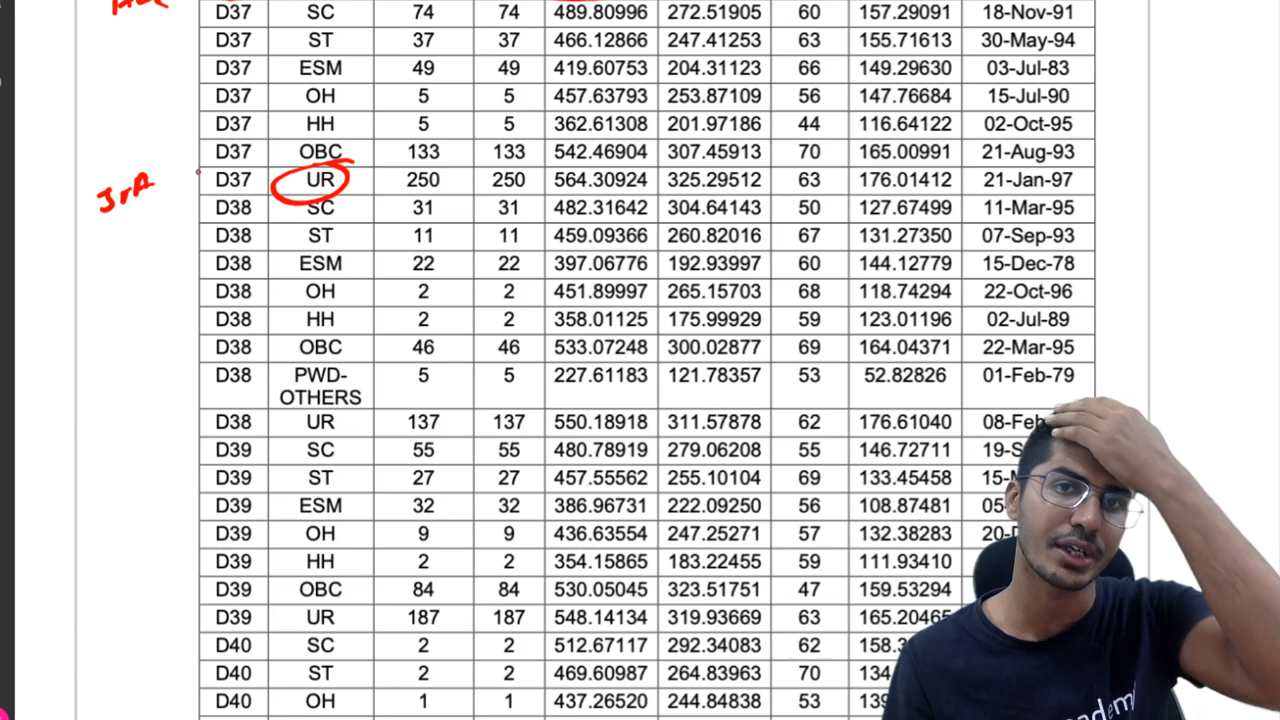 D37 SC 74 74 489.80996 272.51905 60 157.29091 18-Nov-91
D37 ST 37 37 466.12866 247.41253 63 155.71613 30-May-94
D37 ESM 49 49 419.60753 204.31123 66 149.29630 03-Jul-83
D37 OH 5 5 457.63793 253.87109 56 147.76684 15-Jul-90
D37 HH 5 5 362.61308 201.97186 44 116.64122 02-Oct-95
D37 OBC 133 133 542.46904 307.45913 70 165.00991 21-Aug-93
JrA
D37 UR 250 250 564.30924 325.29512 63 176.01412 21-Jan-97
D38 SC 31 31 482.31642 304.64143 50 127.67499 11-Mar-95
D38 ST 11 11 459.09366 260.82016 67 131.27350 07-Sep-93
D38 ESM 22 22 397.06776 192.93997 60 144.12779 15-Dec-78
D38 OH 2 2 451.89997 265.15703 68 118.74294 22-Oct-96
D38 HH 2 2 358.01125 175.99929 59 123.01196 02-Jul-89
D38 OBC 46 46 533.07248 300.02877 69 164.04371 22-Mar-95
D38 PWD- 5 5 227.61183 121.78357 53 52.82826 01-Feb-79
OTHERS
D38 UR 137 137 550.18918 311.57878 62 176.61040 08-Feb
D39 SC 55 55 480.78919 279.06208 55 146.72711 19-S
D39 ST 27 27 457.55562 255.10104 69 133.45458 15-
D39 ESM 32 32 386.96731 222.09250 56 108.87481 05
D39 OH 9 9 436.63554 247.25271 57 132.38283 20-
D39 HH 2 2 354.15865 183.22455 59 111.93410
D39 OBC 84 84 530.05045 323.51751 47 159.53294
D39 UR 187 187 548.14134 319.93669 63 165.20465
D40 SC 2 2 512.67117 292.34083 62 158.3
D40 ST 2 2 469.60987 264.83963 70 134
D40 OH 1 1 437.26520 244.84838 53 139